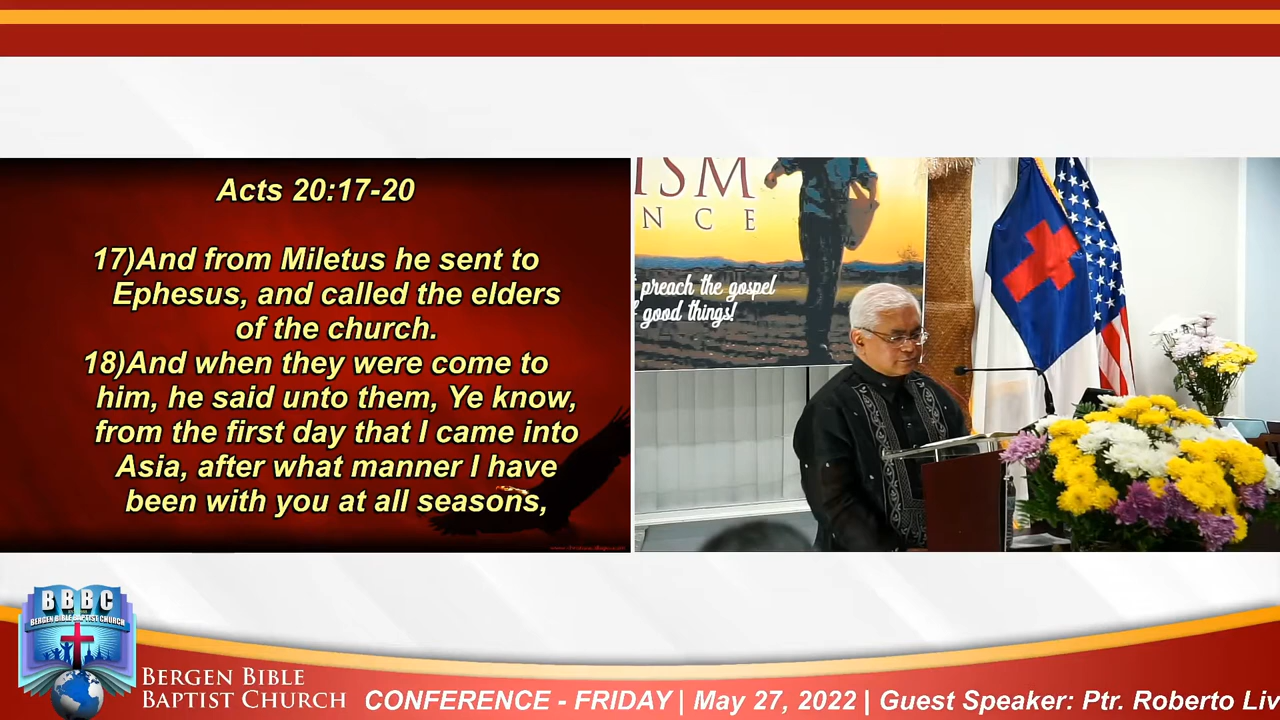 Acts 20:17-20
17)And from Miletus he sent to
Ephesus, and called the elders
of the church.
18)And when they were come to
him, he said unto them, Ye know,
from the first day that I came into
Asia, after what manner I have
been with you at all seasons,
ISM
NCE
preach the gospel
good things!
BBBC
BERGEN BIBLE BAPTIST CHURCH
BERGEN BIBLE
BAPTIST CHURCH
CONFERENCE - FRIDAY | May 27, 2022 | Guest Speaker: Ptr. Roberto Liv